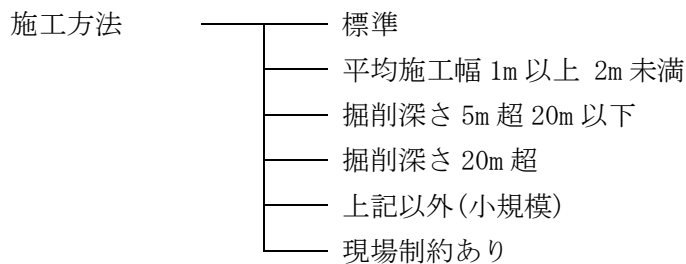 施工方法 標準
平均施工幅 1m 以上 2m 未満
掘削深さ 5m 超 20m 以下
掘削深さ 20m 超
上記以外(小規模)
現場制約あり